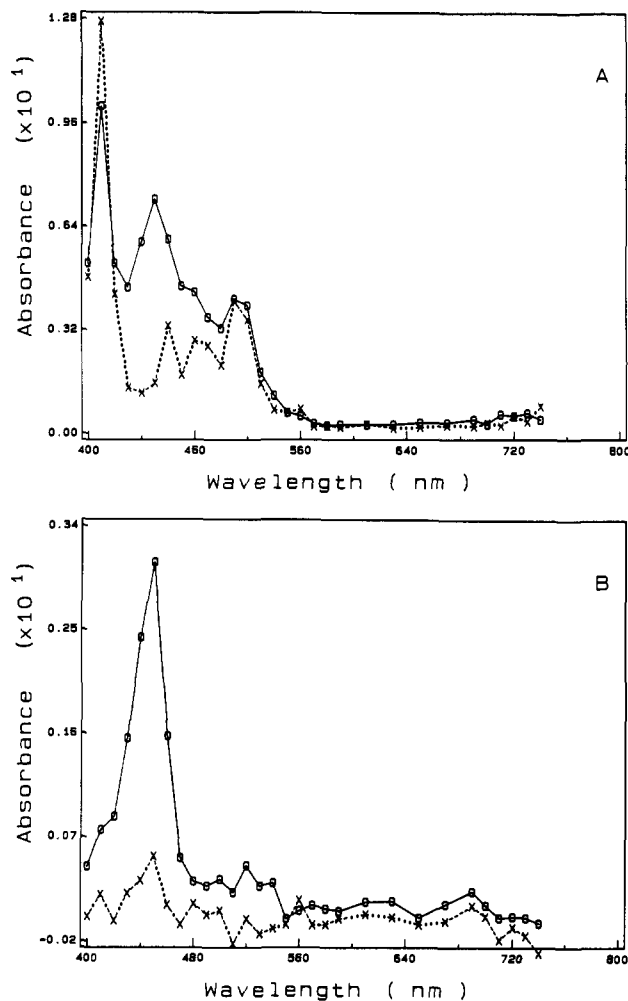 A
1.28
0.96
0.64
0.32
0.00
Absorbance (x10 1)
400 480 560 640 720 800
Wavelength ( nm )
B
0.34
0.25
0.16
0.07
-0.02
Absorbance (x10 1)
400 480 560 640 720 800
Wavelength ( nm )